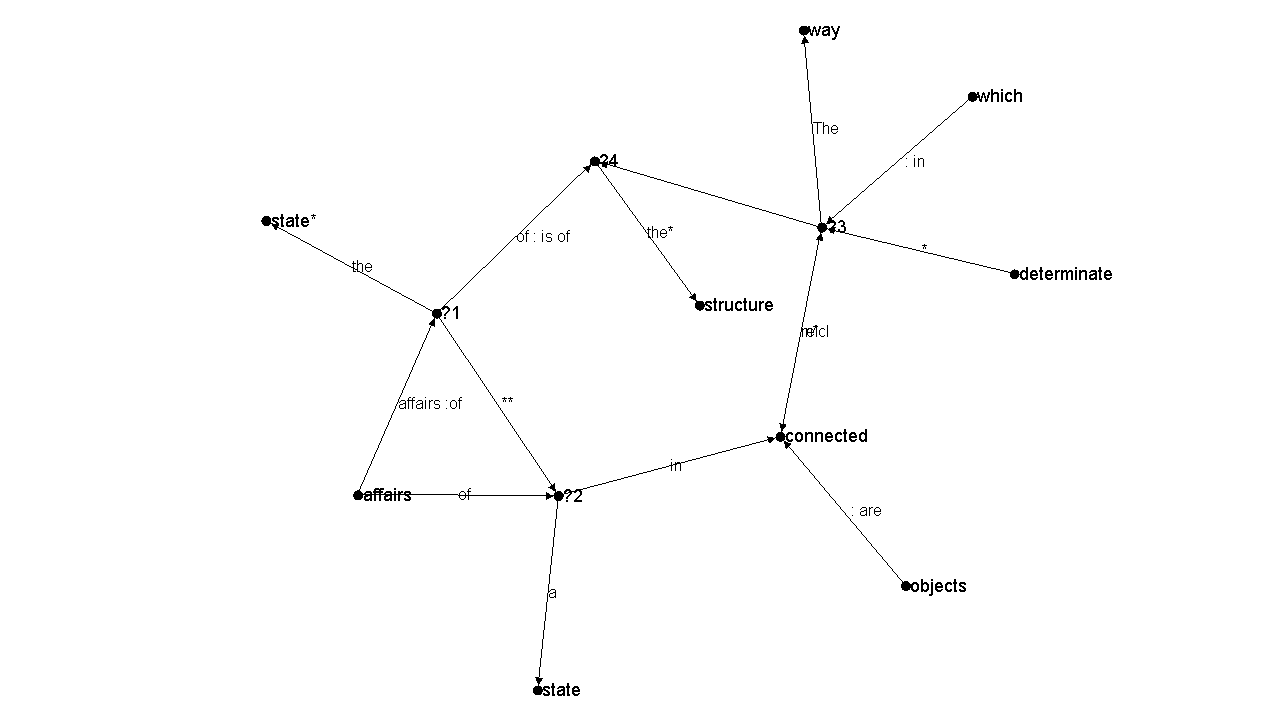 way
which
The
?4
: in
state*
the*
?3
of : is of
*
the
determinate
structure
?1
affairs :of
**
connected
in
affairs
of
?2
: are
objects
a
state